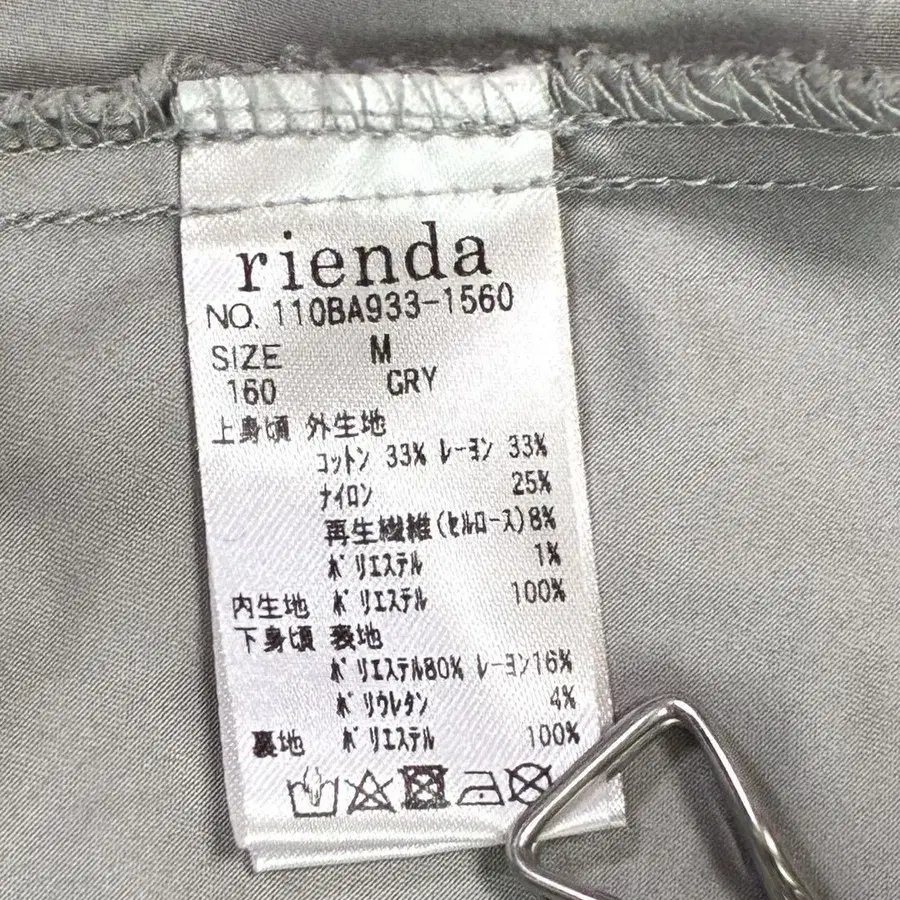 rienda
NO. 110BA933-1560
SIZE M
160 GRY
上身頃 外生地
コットン 33% レーヨン 33%
ナイロン 25%
再生繊維(セルロース)8%
ポリエステル 1%
内生地 ポリエステル 100%
下身頃 表地
ポリエステル80% レーヨン16%
ポリウレタン 4%
裏地 ポリエステル 100%